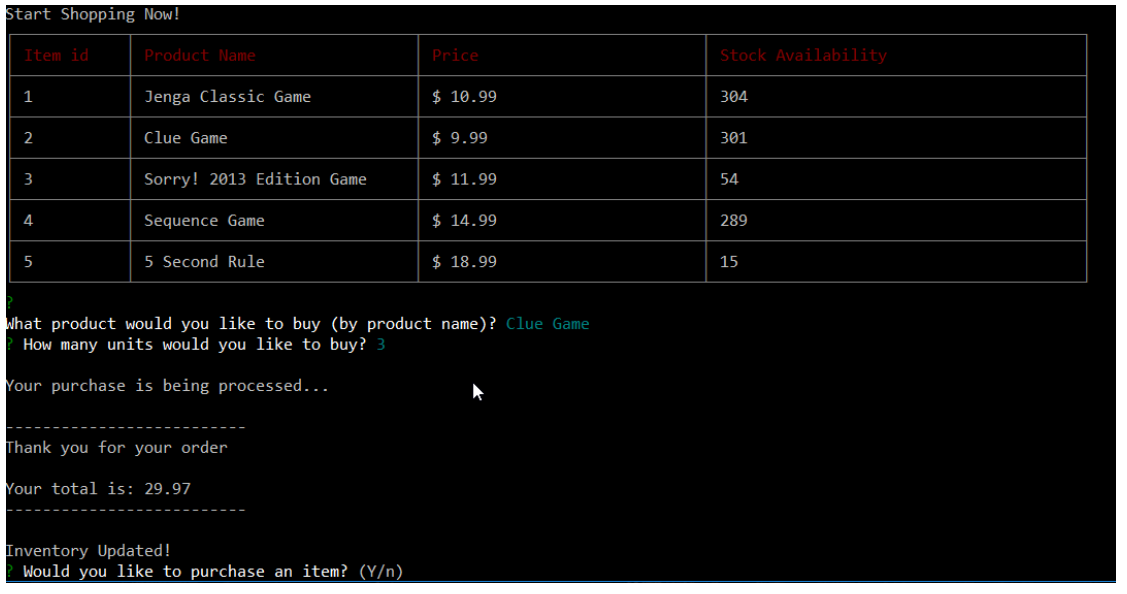 Start Shopping Now!
Item id Product Name Price Stock Availability
1 Jenga Classic Game $ 10.99 304
2 Clue Game $ 9.99 301
3 Sorry! 2013 Edition Game $ 11.99 54
4 Sequence Game $ 14.99 289
5 5 Second Rule $ 18.99 15
?
What product would you like to buy (by product name)? Clue Game
? How many units would you like to buy? 3
Your purchase is being processed...
--------------------------
Thank you for your order
Your total is: 29.97
--------------------------
Inventory Updated!
? Would you like to purchase an item? (Y/n)